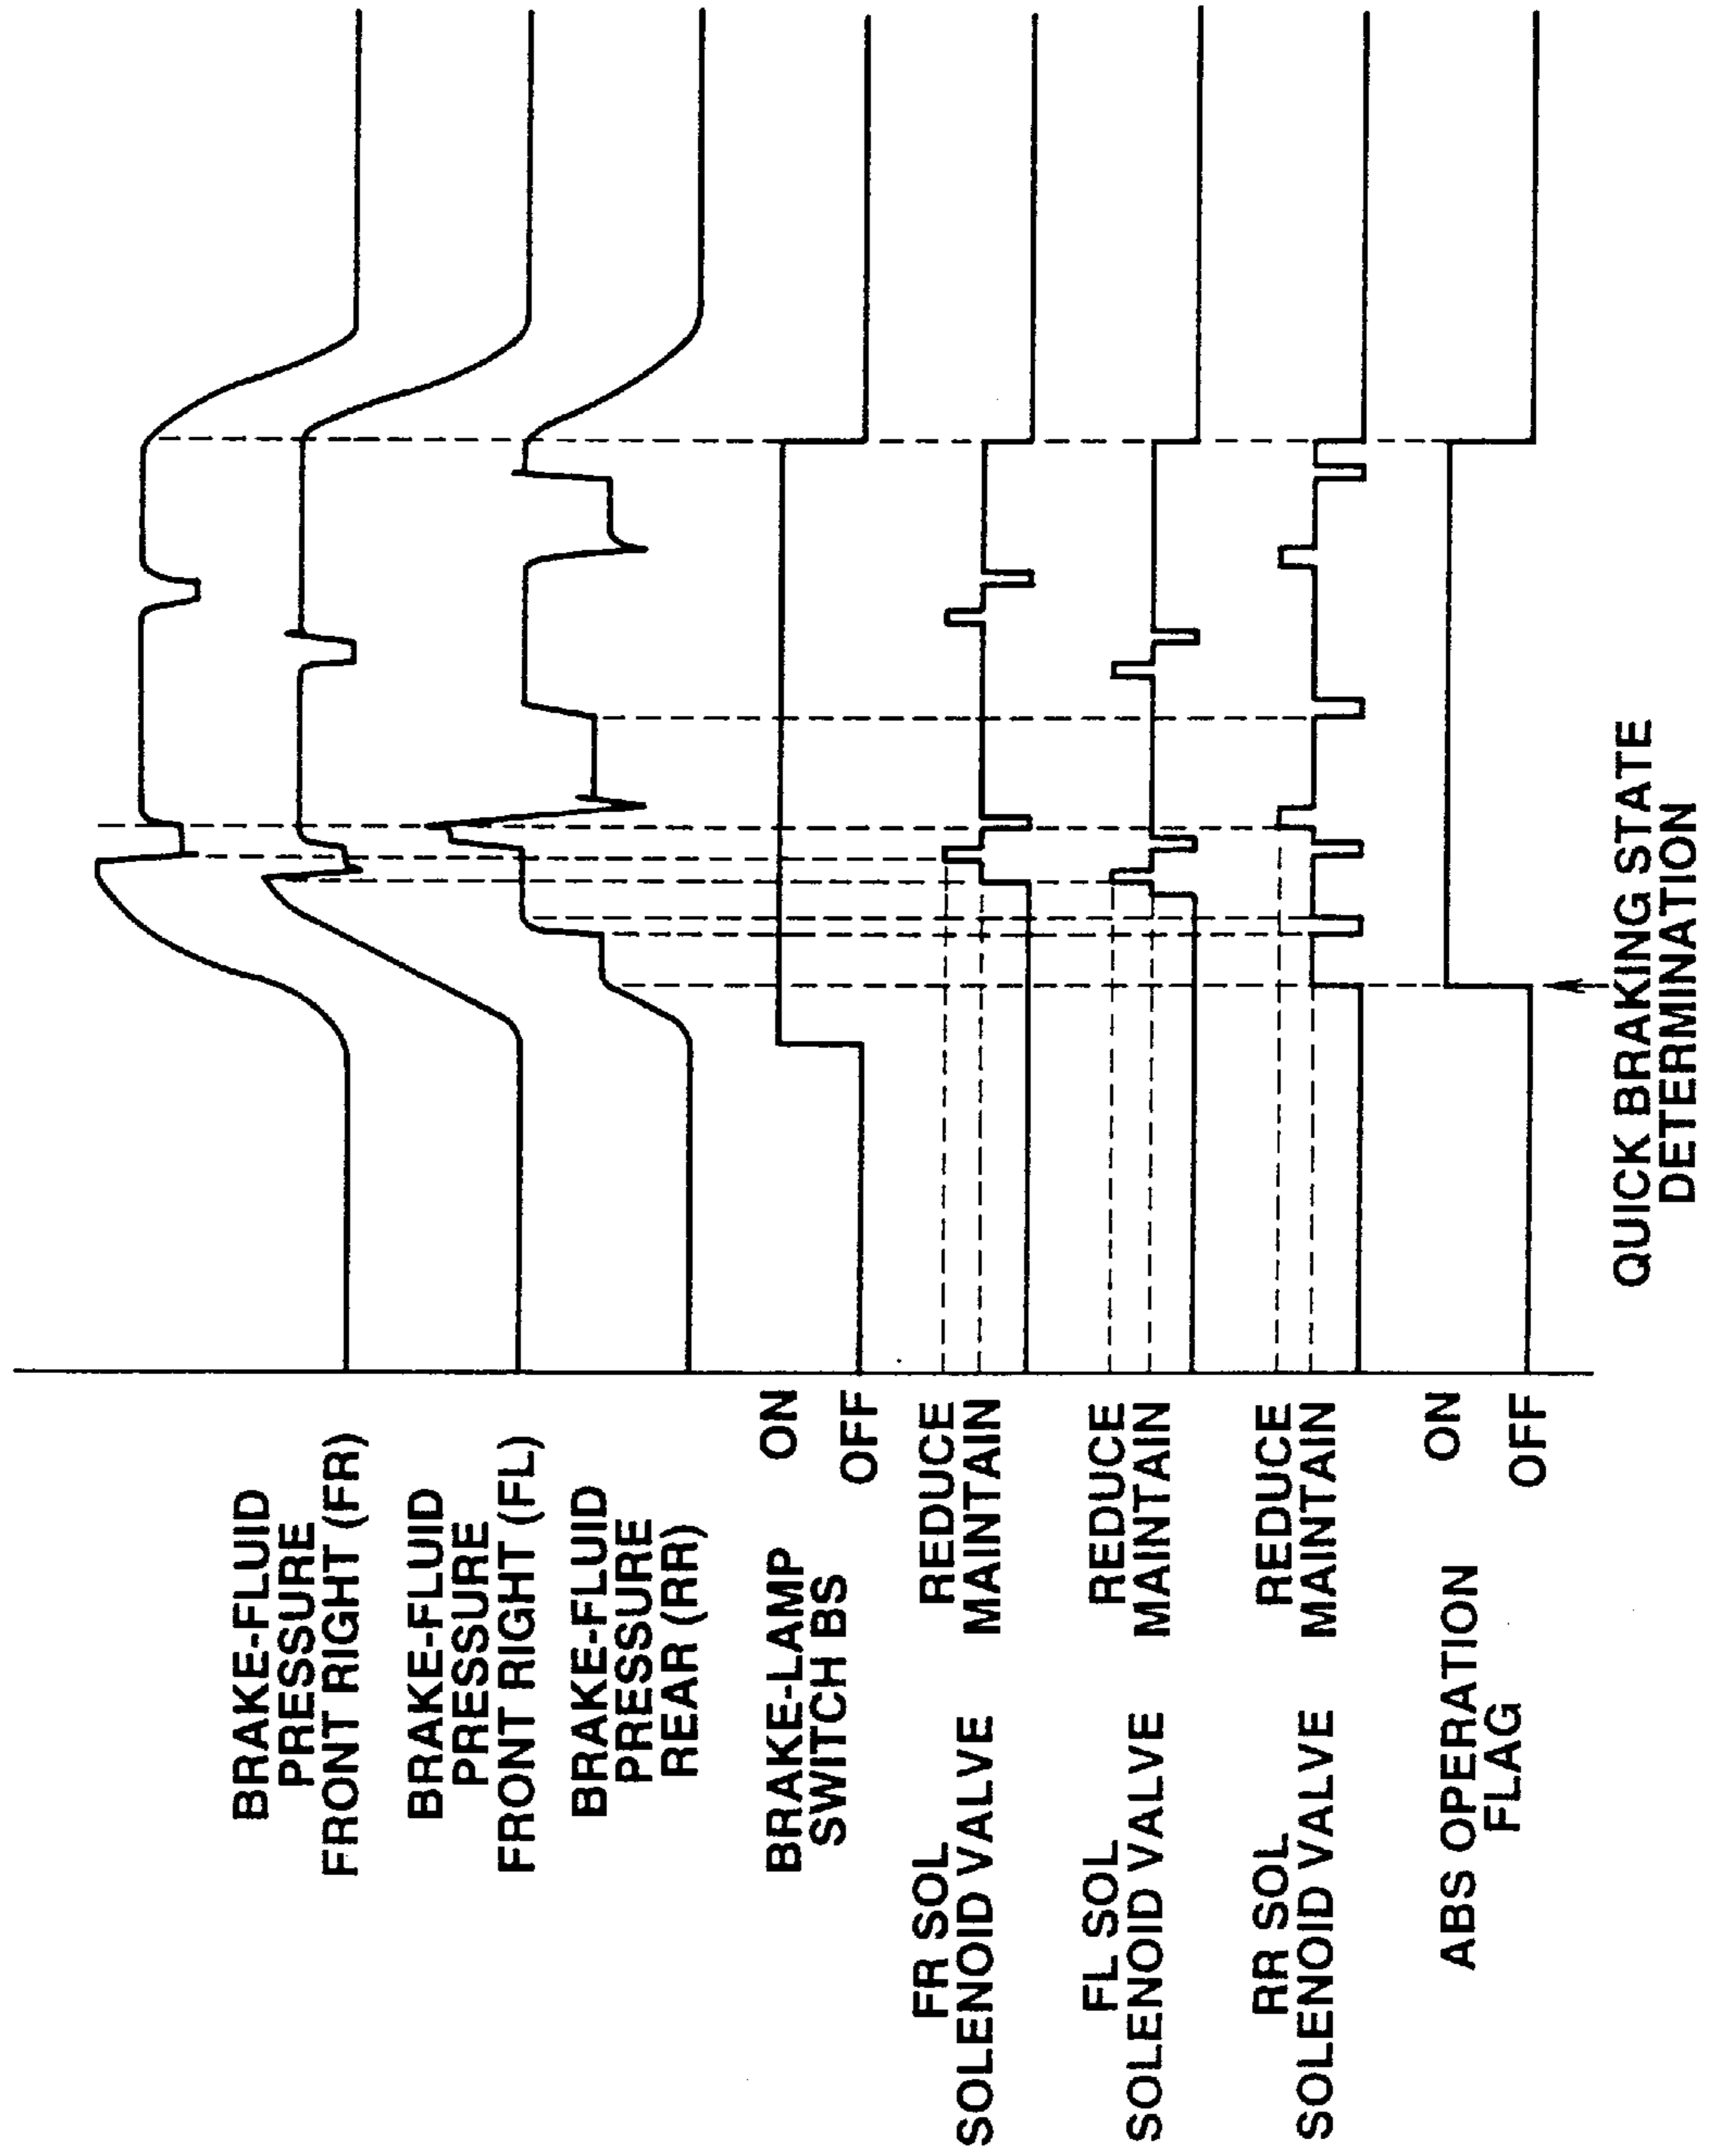 BRAKE-FLUID
PRESSURE
FRONT RIGHT (FR)
BRAKE-FLUID
PRESSURE
FRONT RIGHT (FL)
BRAKE-FLUID
PRESSURE
REAR (RR)
BRAKE-LAMP
SWITCH BS
ON
OFF
FR SOL
SOLENOID VALVE
REDUCE
MAINTAIN
FL SOL
SOLENOID VALVE
REDUCE
MAINTAIN
RR SOL
SOLENOID VALVE
REDUCE
MAINTAIN
ABS OPERATION
FLAG
ON
OFF
QUICK BRAKING STATE
DETERMINATION